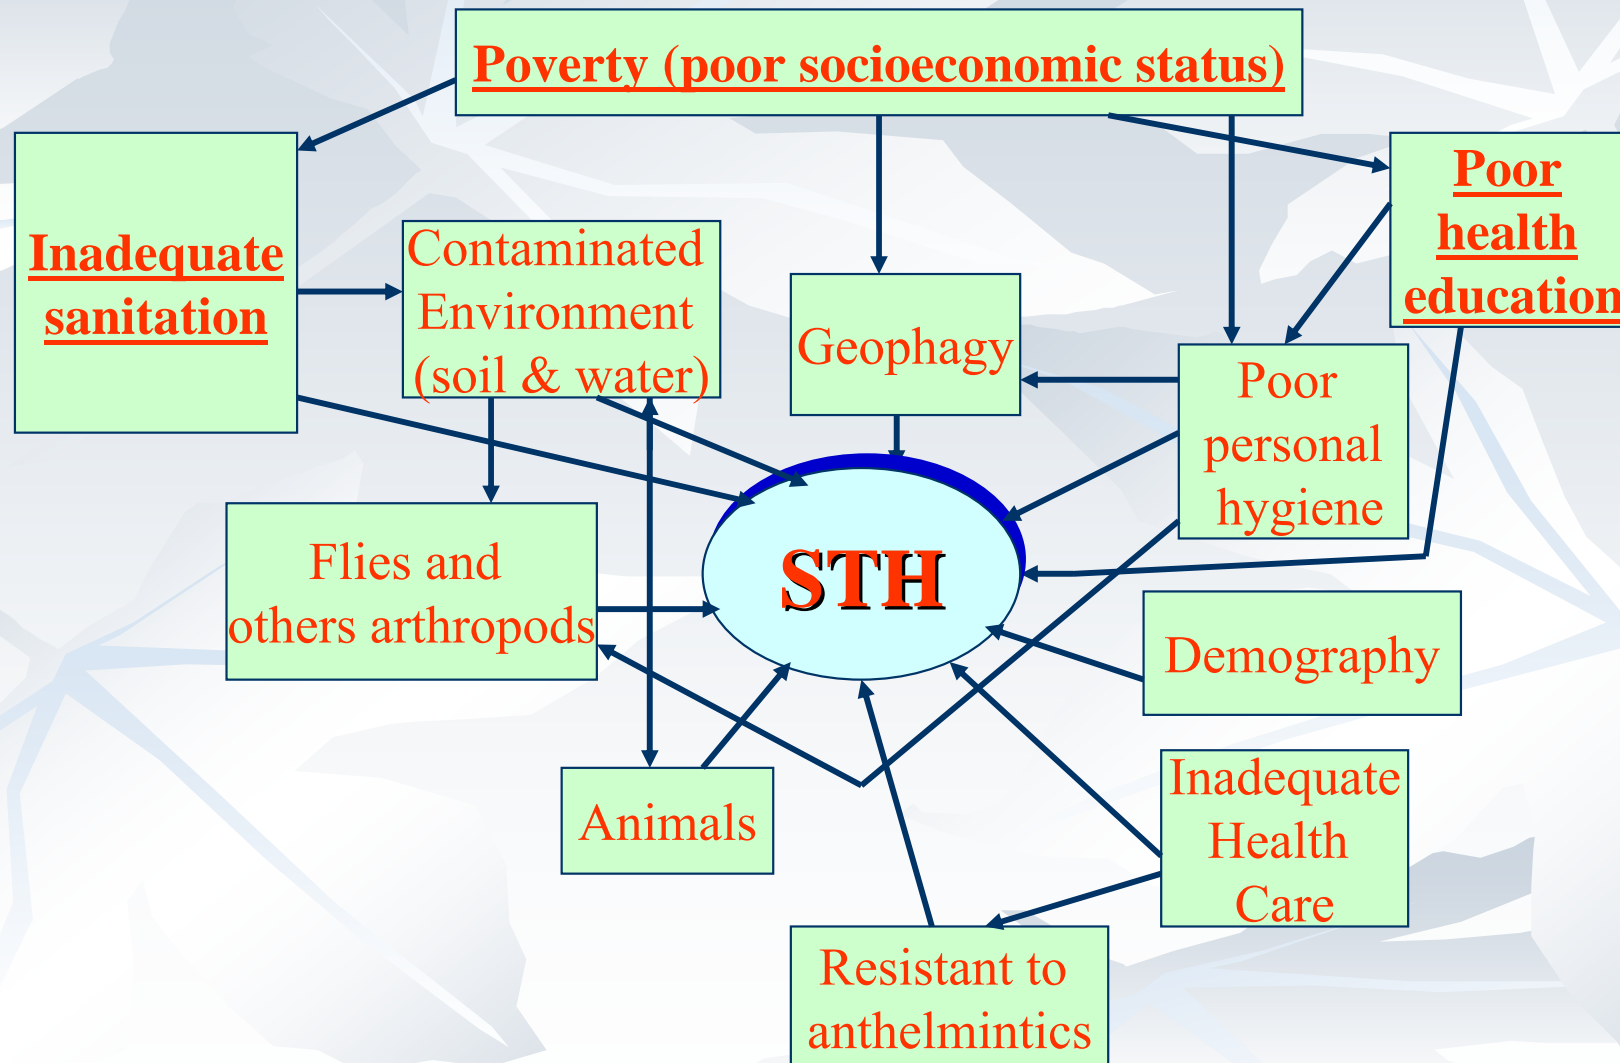 Poverty (poor socioeconomic status)
Inadequate
sanitation
Contaminated
Environment
(soil & water)
Geophagy
Poor
health
education
Poor
personal
hygiene
Flies and
others arthropods
STH
Demography
Animals
Inadequate
Health
Care
Resistant to
anthelmintics